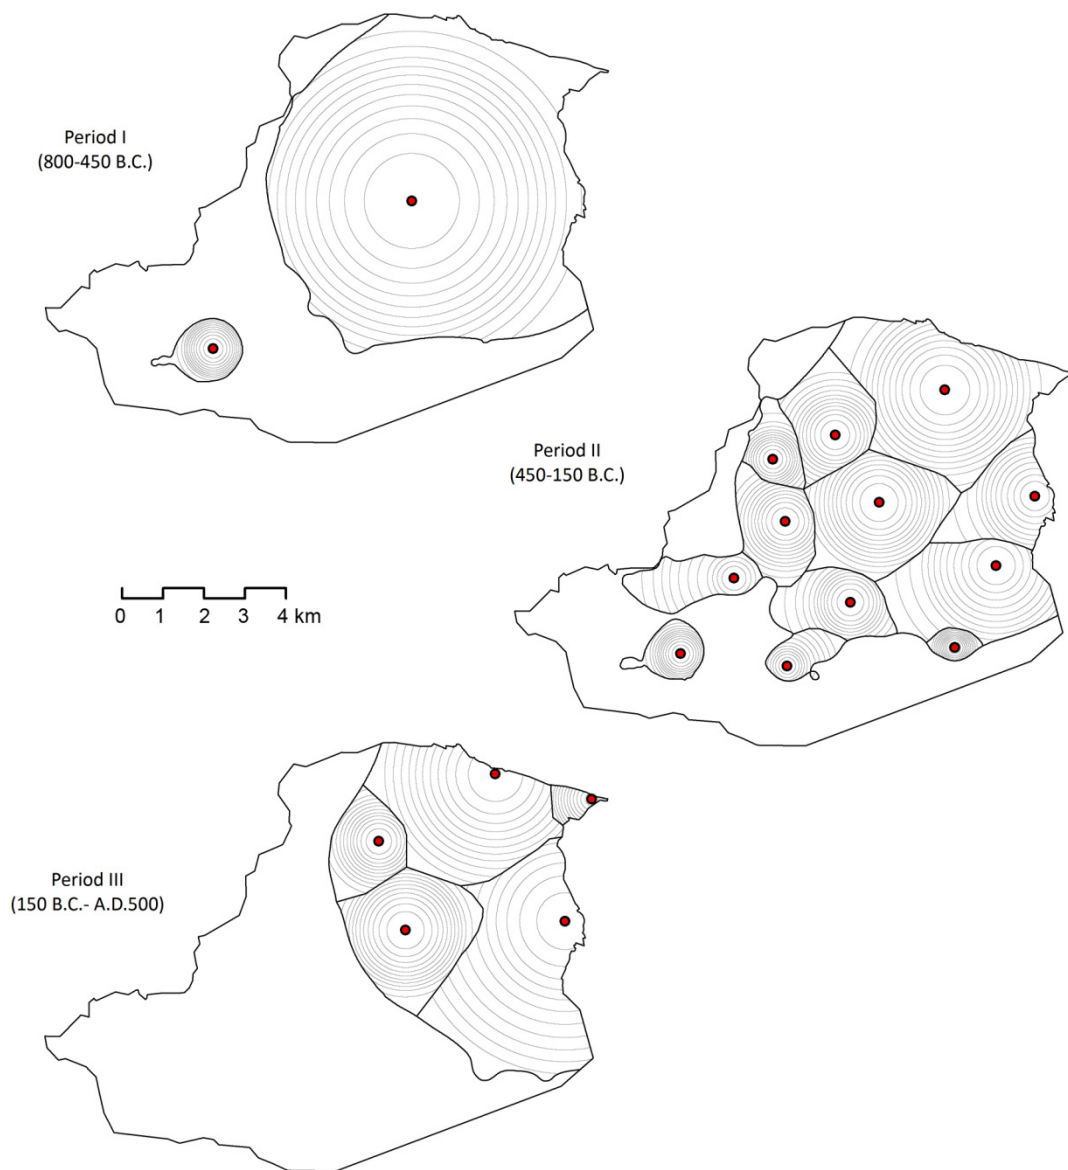 Period I
(800-450 B.C.)
Period II
(450-150 B.C.)
0 1 2 3 4 km
Period III
(150 B.C.- A.D.500)